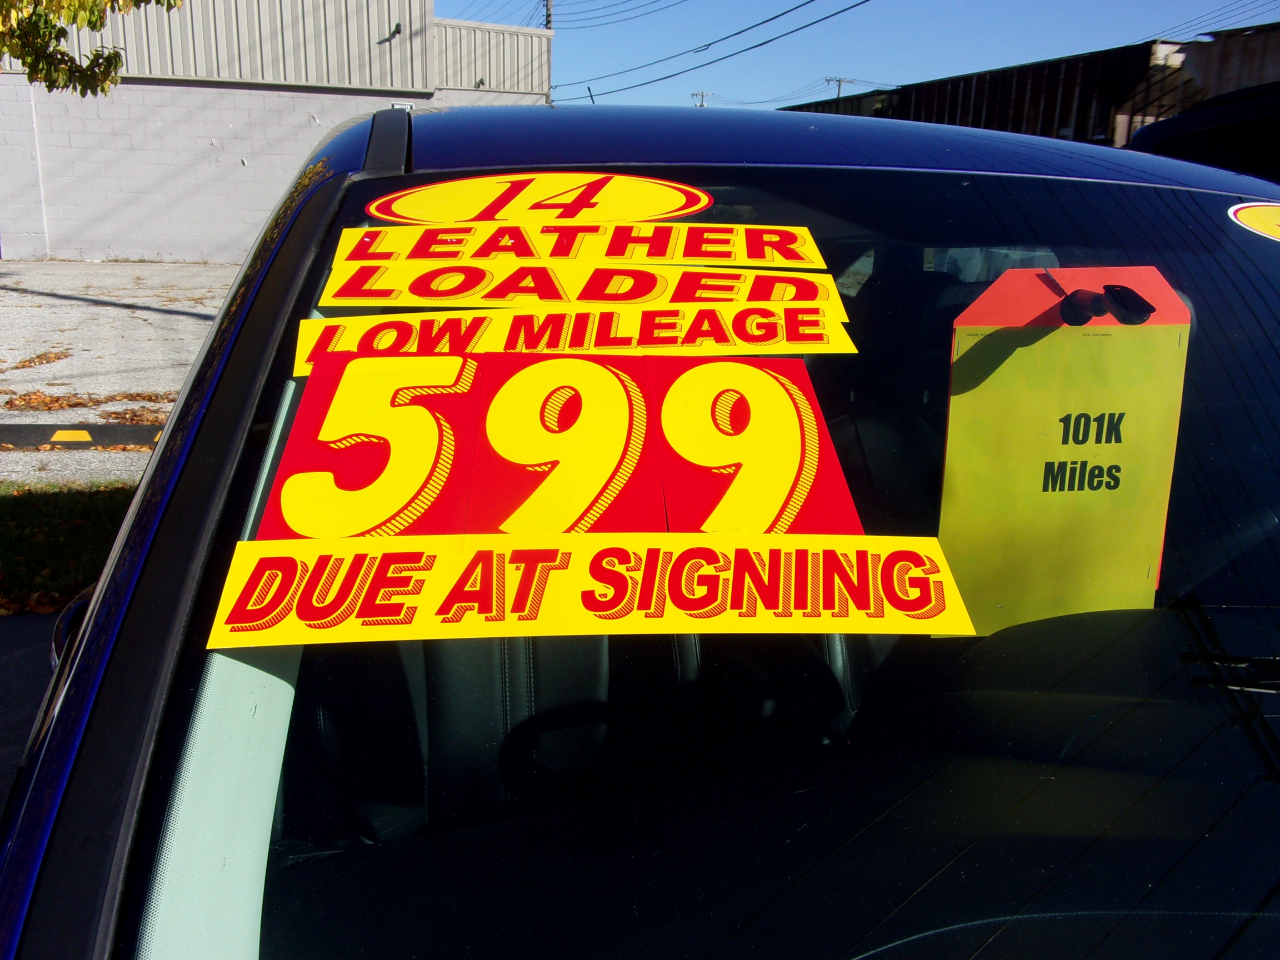 14
LEATHER
LOADED
LOW MILEAGE
599
DUE AT SIGNING
101K
Miles